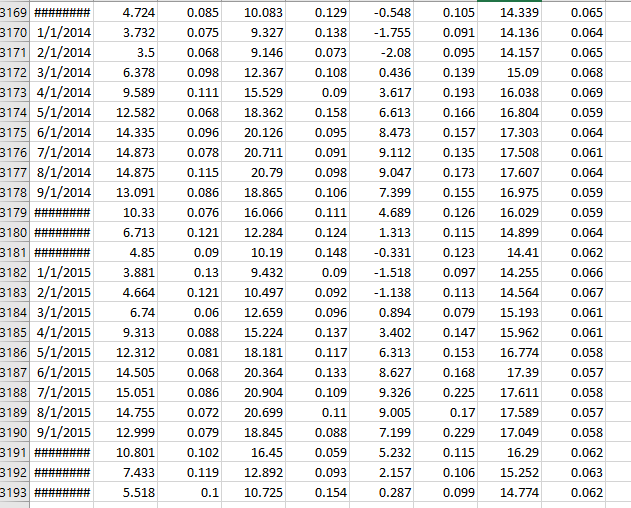 3169 ######## 4.724 0.085 10.083 0.129 -0.548 0.105 14.339 0.065
3170 1/1/2014 3.732 0.075 9.327 0.138 -1.755 0.091 14.136 0.064
3171 2/1/2014 3.5 0.068 9.146 0.073 -2.08 0.095 14.157 0.065
3172 3/1/2014 6.378 0.098 12.367 0.108 0.436 0.139 15.09 0.068
3173 4/1/2014 9.589 0.111 15.529 0.09 3.617 0.193 16.038 0.069
3174 5/1/2014 12.582 0.068 18.362 0.158 6.613 0.166 16.804 0.059
3175 6/1/2014 14.335 0.096 20.126 0.095 8.473 0.157 17.303 0.064
3176 7/1/2014 14.873 0.078 20.711 0.091 9.112 0.135 17.508 0.061
3177 8/1/2014 14.875 0.115 20.79 0.098 9.047 0.173 17.607 0.064
3178 9/1/2014 13.091 0.086 18.865 0.106 7.399 0.155 16.975 0.059
3179 ######## 10.33 0.076 16.066 0.111 4.689 0.126 16.029 0.059
3180 ######## 6.713 0.121 12.284 0.124 1.313 0.115 14.899 0.064
3181 ######## 4.85 0.09 10.19 0.148 -0.331 0.123 14.41 0.062
3182 1/1/2015 3.881 0.13 9.432 0.09 -1.518 0.097 14.255 0.066
3183 2/1/2015 4.664 0.121 10.497 0.092 -1.138 0.113 14.564 0.067
3184 3/1/2015 6.74 0.06 12.659 0.096 0.894 0.079 15.193 0.061
3185 4/1/2015 9.313 0.088 15.224 0.137 3.402 0.147 15.962 0.061
3186 5/1/2015 12.312 0.081 18.181 0.117 6.313 0.153 16.774 0.058
3187 6/1/2015 14.505 0.068 20.364 0.133 8.627 0.168 17.39 0.057
3188 7/1/2015 15.051 0.086 20.904 0.109 9.326 0.225 17.611 0.058
3189 8/1/2015 14.755 0.072 20.699 0.11 9.005 0.17 17.589 0.057
3190 9/1/2015 12.999 0.079 18.845 0.088 7.199 0.229 17.049 0.058
3191 ######## 10.801 0.102 16.45 0.059 5.232 0.115 16.29 0.062
3192 ######## 7.433 0.119 12.892 0.093 2.157 0.106 15.252 0.063
3193 ######## 5.518 0.1 10.725 0.154 0.287 0.099 14.774 0.062